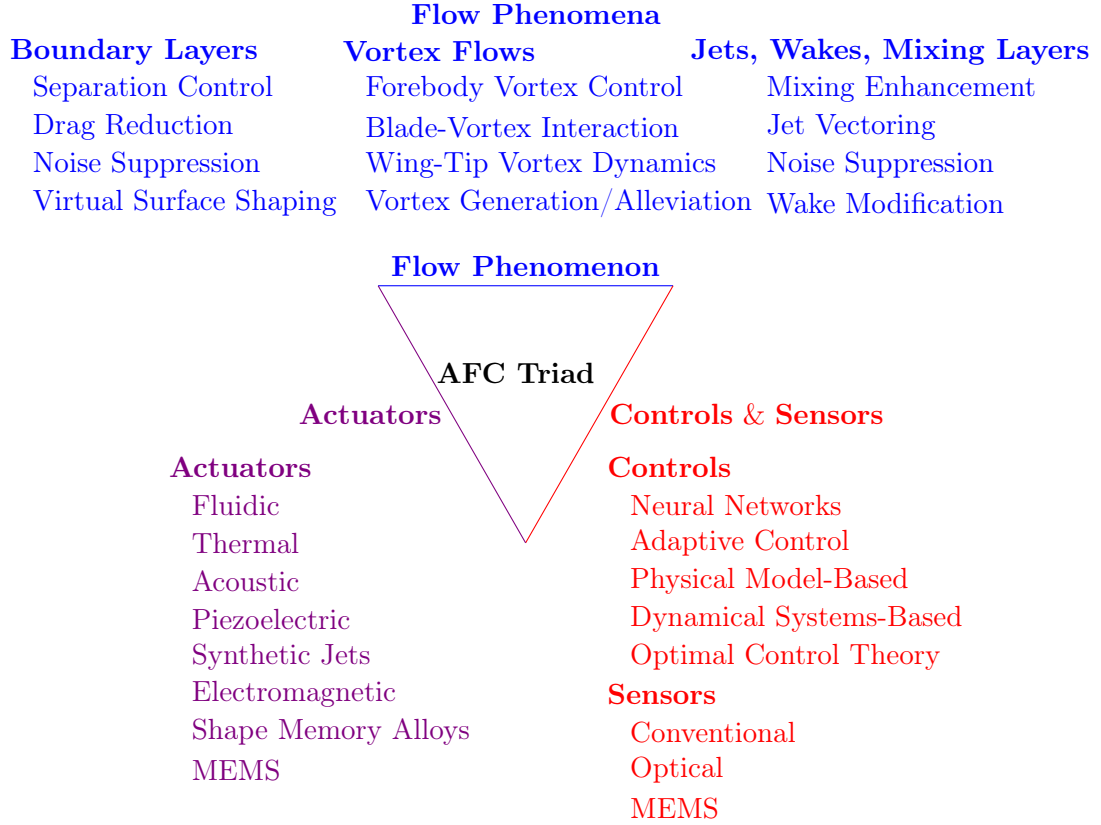 Flow Phenomena
Boundary Layers
Separation Control
Drag Reduction
Noise Suppression
Virtual Surface Shaping
Vortex Flows
Forebody Vortex Control
Blade-Vortex Interaction
Wing-Tip Vortex Dynamics
Vortex Generation/Alleviation
Jets, Wakes, Mixing Layers
Mixing Enhancement
Jet Vectoring
Noise Suppression
Wake Modification
Flow Phenomenon
AFC Triad
Actuators
Controls & Sensors
Actuators
Fluidic
Thermal
Acoustic
Piezoelectric
Synthetic Jets
Electromagnetic
Shape Memory Alloys
MEMS
Controls
Neural Networks
Adaptive Control
Physical Model-Based
Dynamical Systems-Based
Optimal Control Theory
Sensors
Conventional
Optical
MEMS